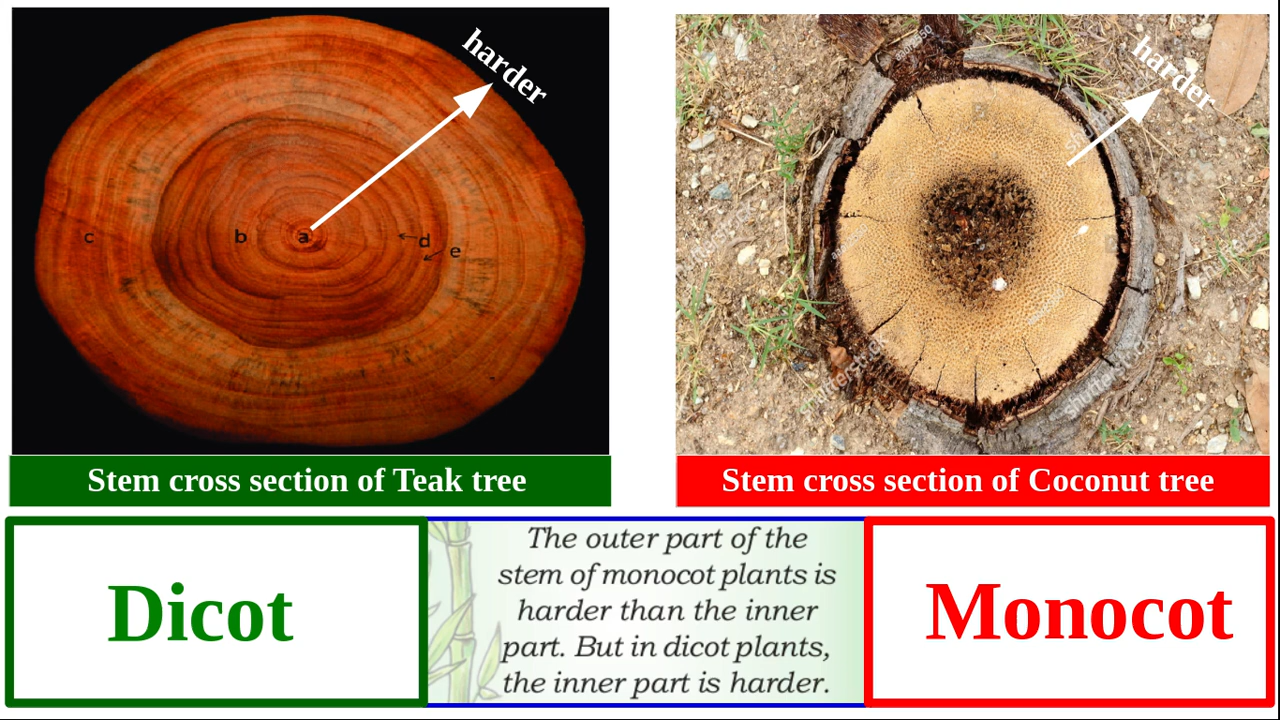 harder
c
b
a
d
e
Stem cross section of Teak tree
harder
shutterstock
shutterstock
Stem cross section of Coconut tree
Dicot
The outer part of the
stem of monocot plants is
harder than the inner
part. But in dicot plants,
the inner part is harder.
Monocot